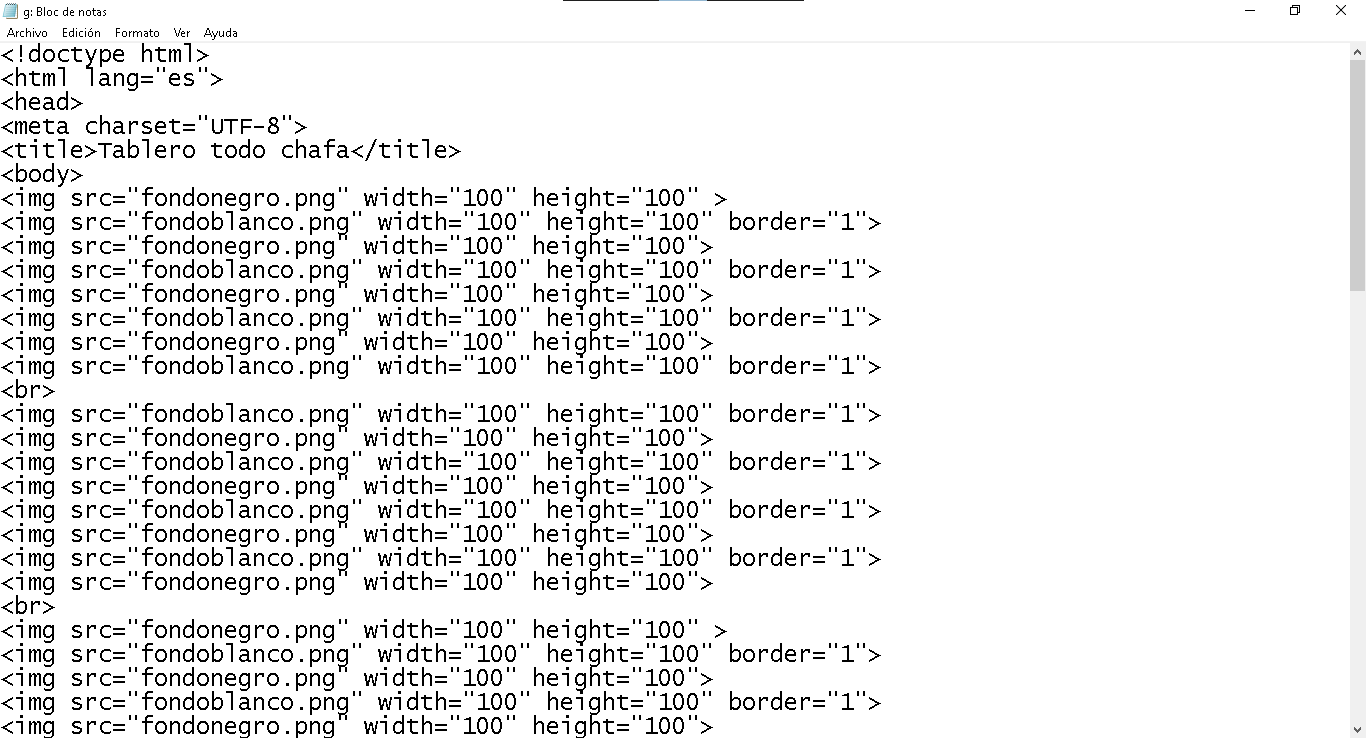 g: Bloc de notas
Archivo Edición Formato Ver Ayuda
<!doctype html>
<html lang="es">
<head>
<meta charset="UTF-8">
<title>Tablero todo chafa</title>
<body>
<img src="fondonegro.png" width="100" height="100" >
<img src="fondoblanco.png" width="100" height="100" border="1">
<img src="fondonegro.png" width="100" height="100">
<img src="fondoblanco.png" width="100" height="100" border="1">
<img src="fondonegro.png" width="100" height="100">
<img src="fondoblanco.png" width="100" height="100" border="1">
<img src="fondonegro.png" width="100" height="100">
<img src="fondoblanco.png" width="100" height="100" border="1">
<br>
<img src="fondoblanco.png" width="100" height="100" border="1">
<img src="fondonegro.png" width="100" height="100">
<img src="fondoblanco.png" width="100" height="100" border="1">
<img src="fondonegro.png" width="100" height="100">
<img src="fondoblanco.png" width="100" height="100" border="1">
<img src="fondonegro.png" width="100" height="100">
<img src="fondoblanco.png" width="100" height="100" border="1">
<img src="fondonegro.png" width="100" height="100">
<br>
<img src="fondonegro.png" width="100" height="100" >
<img src="fondoblanco.png" width="100" height="100" border="1">
<img src="fondonegro.png" width="100" height="100">
<img src="fondoblanco.png" width="100" height="100" border="1">
<img src="fondonegro.png" width="100" height="100">